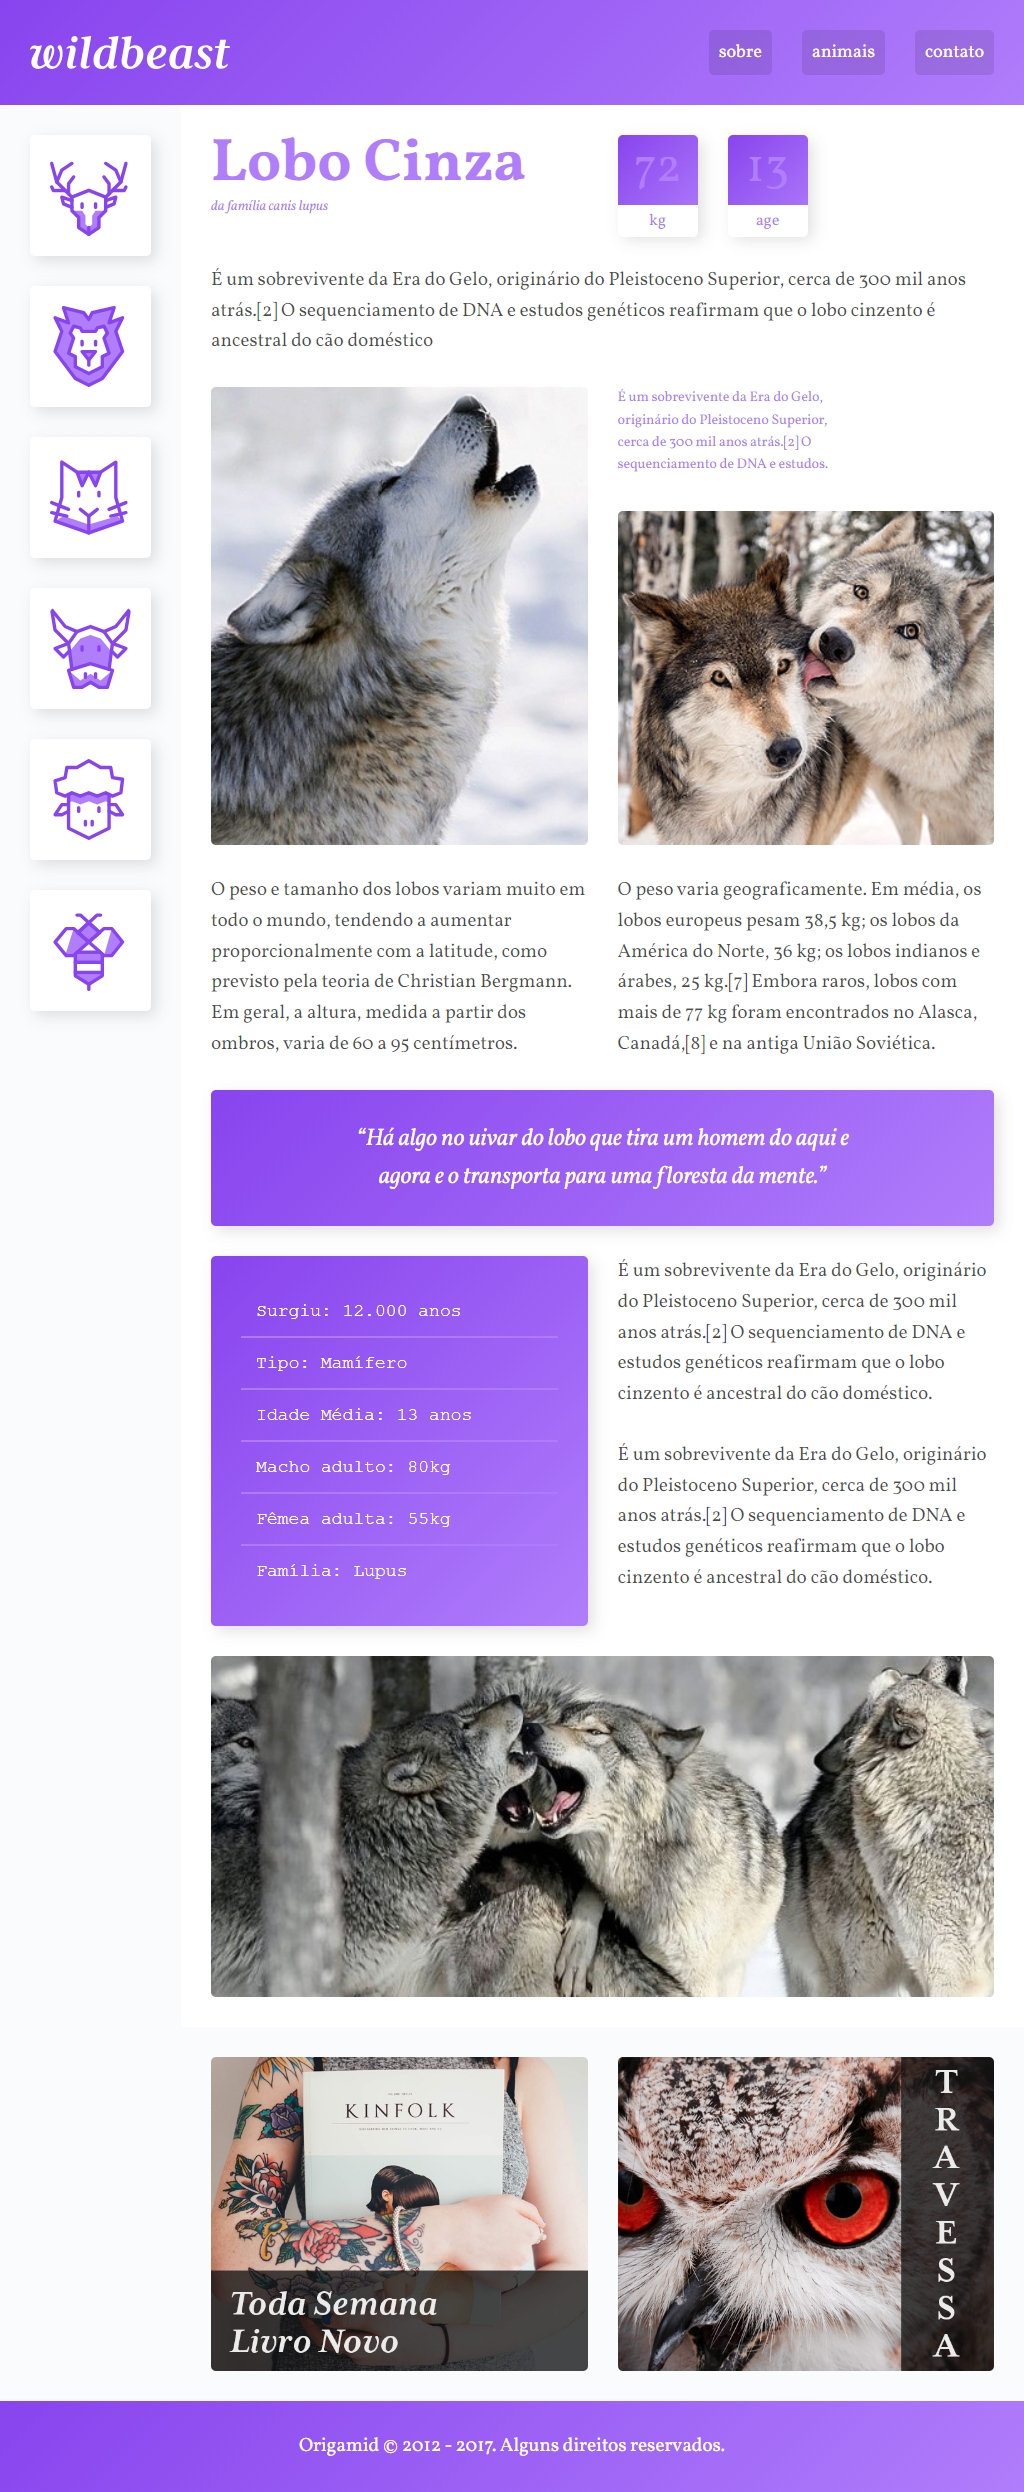 wildbeast
sobre
animais
contato
Lobo Cinza
da família canis lupus
72
kg
13
age
É um sobrevivente da Era do Gelo, originário do Pleistoceno Superior, cerca de 300 mil anos
atrás.[2] O sequenciamento de DNA e estudos genéticos reafirmam que o lobo cinzento é
ancestral do cão doméstico
É um sobrevivente da Era do Gelo,
originário do Pleistoceno Superior,
cerca de 300 mil anos atrás.[2] O
sequenciamento de DNA e estudos.
O peso e tamanho dos lobos variam muito em
todo o mundo, tendendo a aumentar
proporcionalmente com a latitude, como
previsto pela teoria de Christian Bergmann.
Em geral, a altura, medida a partir dos
ombros, varia de 60 a 95 centímetros.
O peso varia geograficamente. Em média, os
lobos europeus pesam 38,5 kg; os lobos da
América do Norte, 36 kg; os lobos indianos e
árabes, 25 kg.[7] Embora raros, lobos com
mais de 77 kg foram encontrados no Alasca,
Canadá,[8] e na antiga União Soviética.
“Há algo no uivar do lobo que tira um homem do aqui e
agora e o transporta para uma floresta da mente.”
Surgiu: 12.000 anos
Tipo: Mamífero
Idade Média: 13 anos
Macho adulto: 80kg
Fêmea adulta: 55kg
Família: Lupus
É um sobrevivente da Era do Gelo, originário
do Pleistoceno Superior, cerca de 300 mil
anos atrás.[2] O sequenciamento de DNA e
estudos genéticos reafirmam que o lobo
cinzento é ancestral do cão doméstico.
É um sobrevivente da Era do Gelo, originário
do Pleistoceno Superior, cerca de 300 mil
anos atrás.[2] O sequenciamento de DNA e
estudos genéticos reafirmam que o lobo
cinzento é ancestral do cão doméstico.
KINFOLK
Toda Semana
Livro Novo
TRAVESSA
Origamid © 2012 - 2017. Alguns direitos reservados.